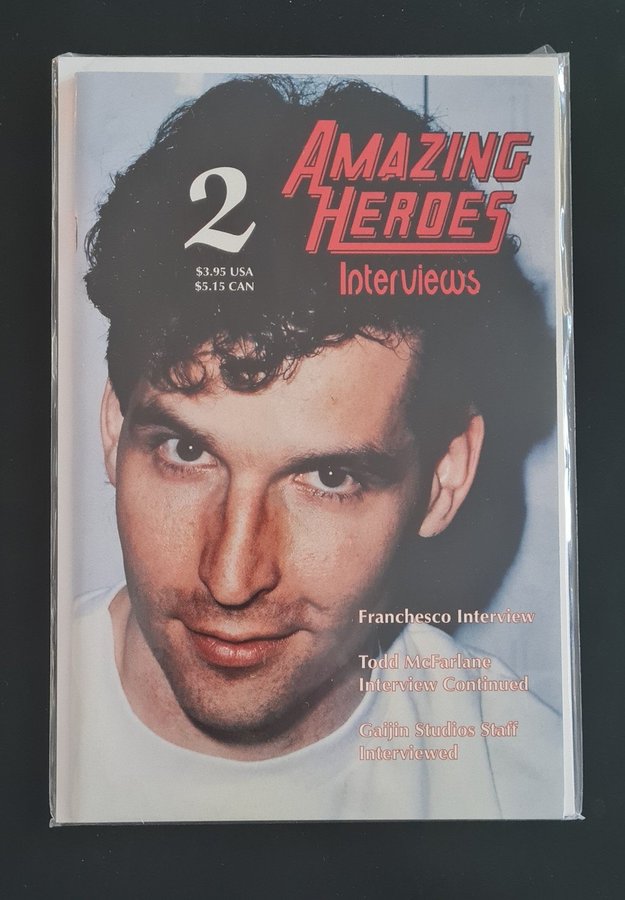 2
$3.95 USA
$5.15 CAN
AMAZING
HEROES
Interviews
Franchesco Interview
Todd McFarlane
Interview Continued
Gaijin Studios Staff
Interviewed